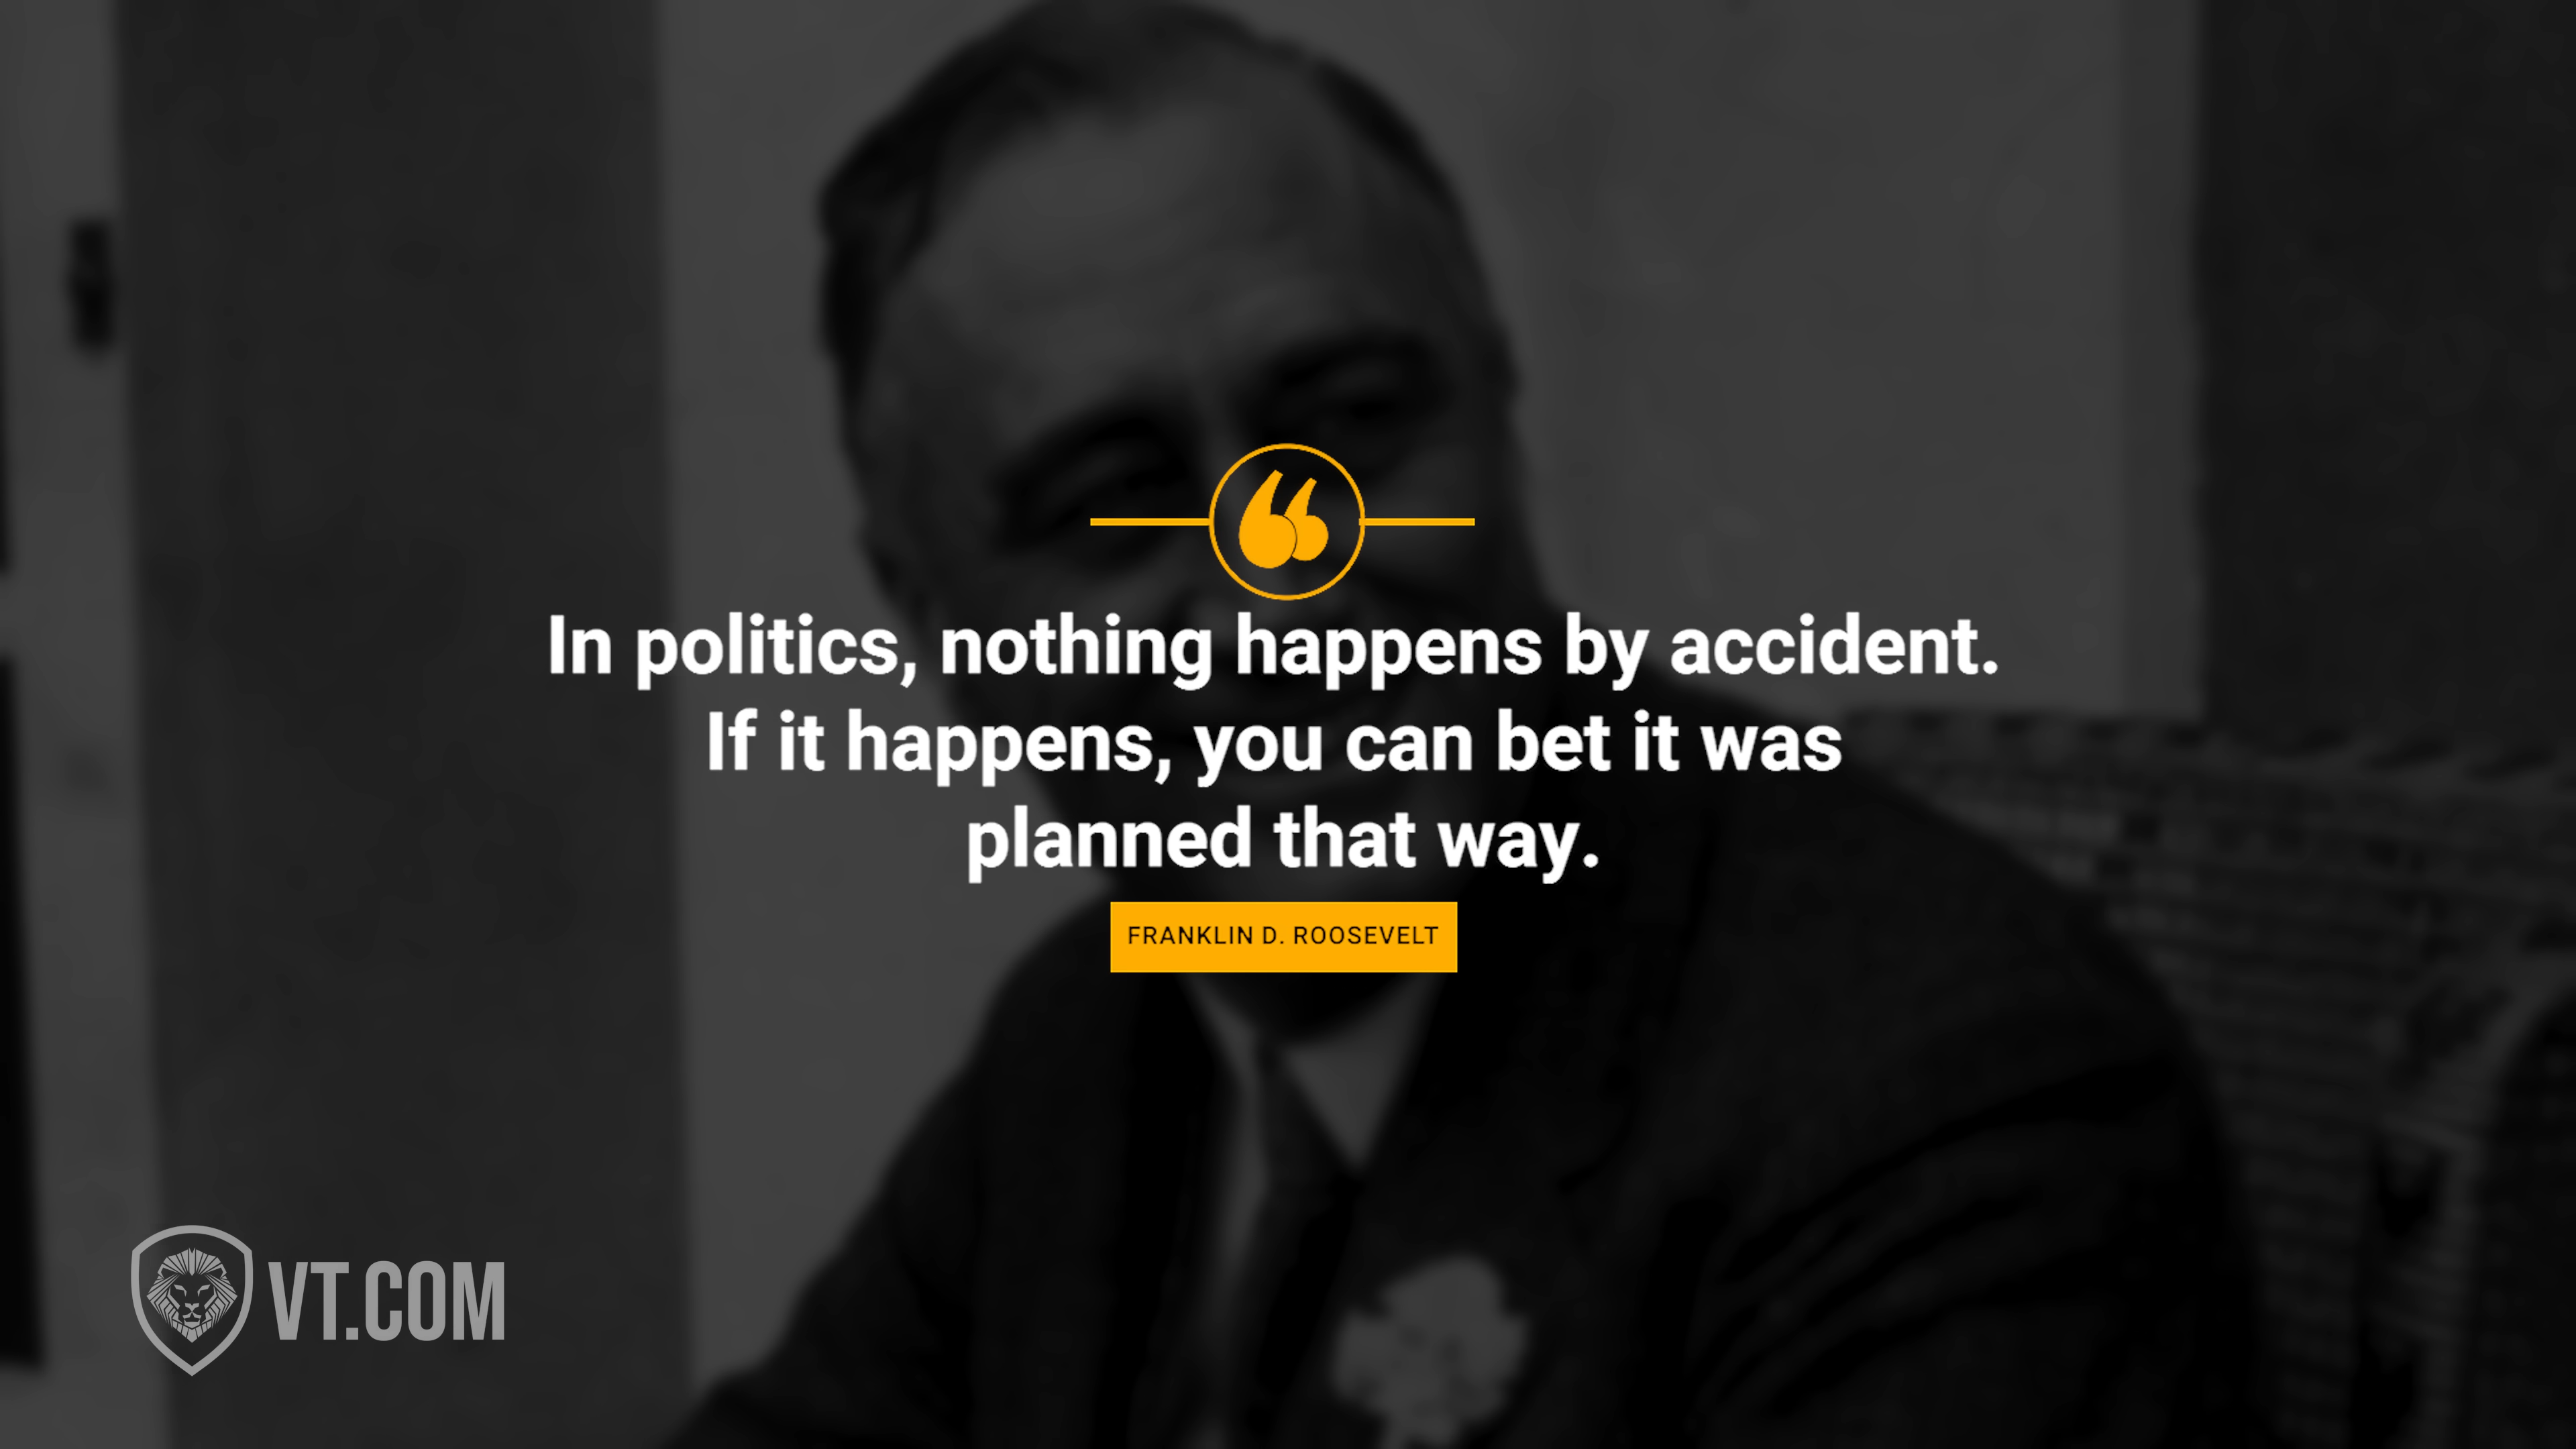 In politics, nothing happens by accident.
If it happens, you can bet it was
planned that way.
FRANKLIN D. ROOSEVELT
VT.COM